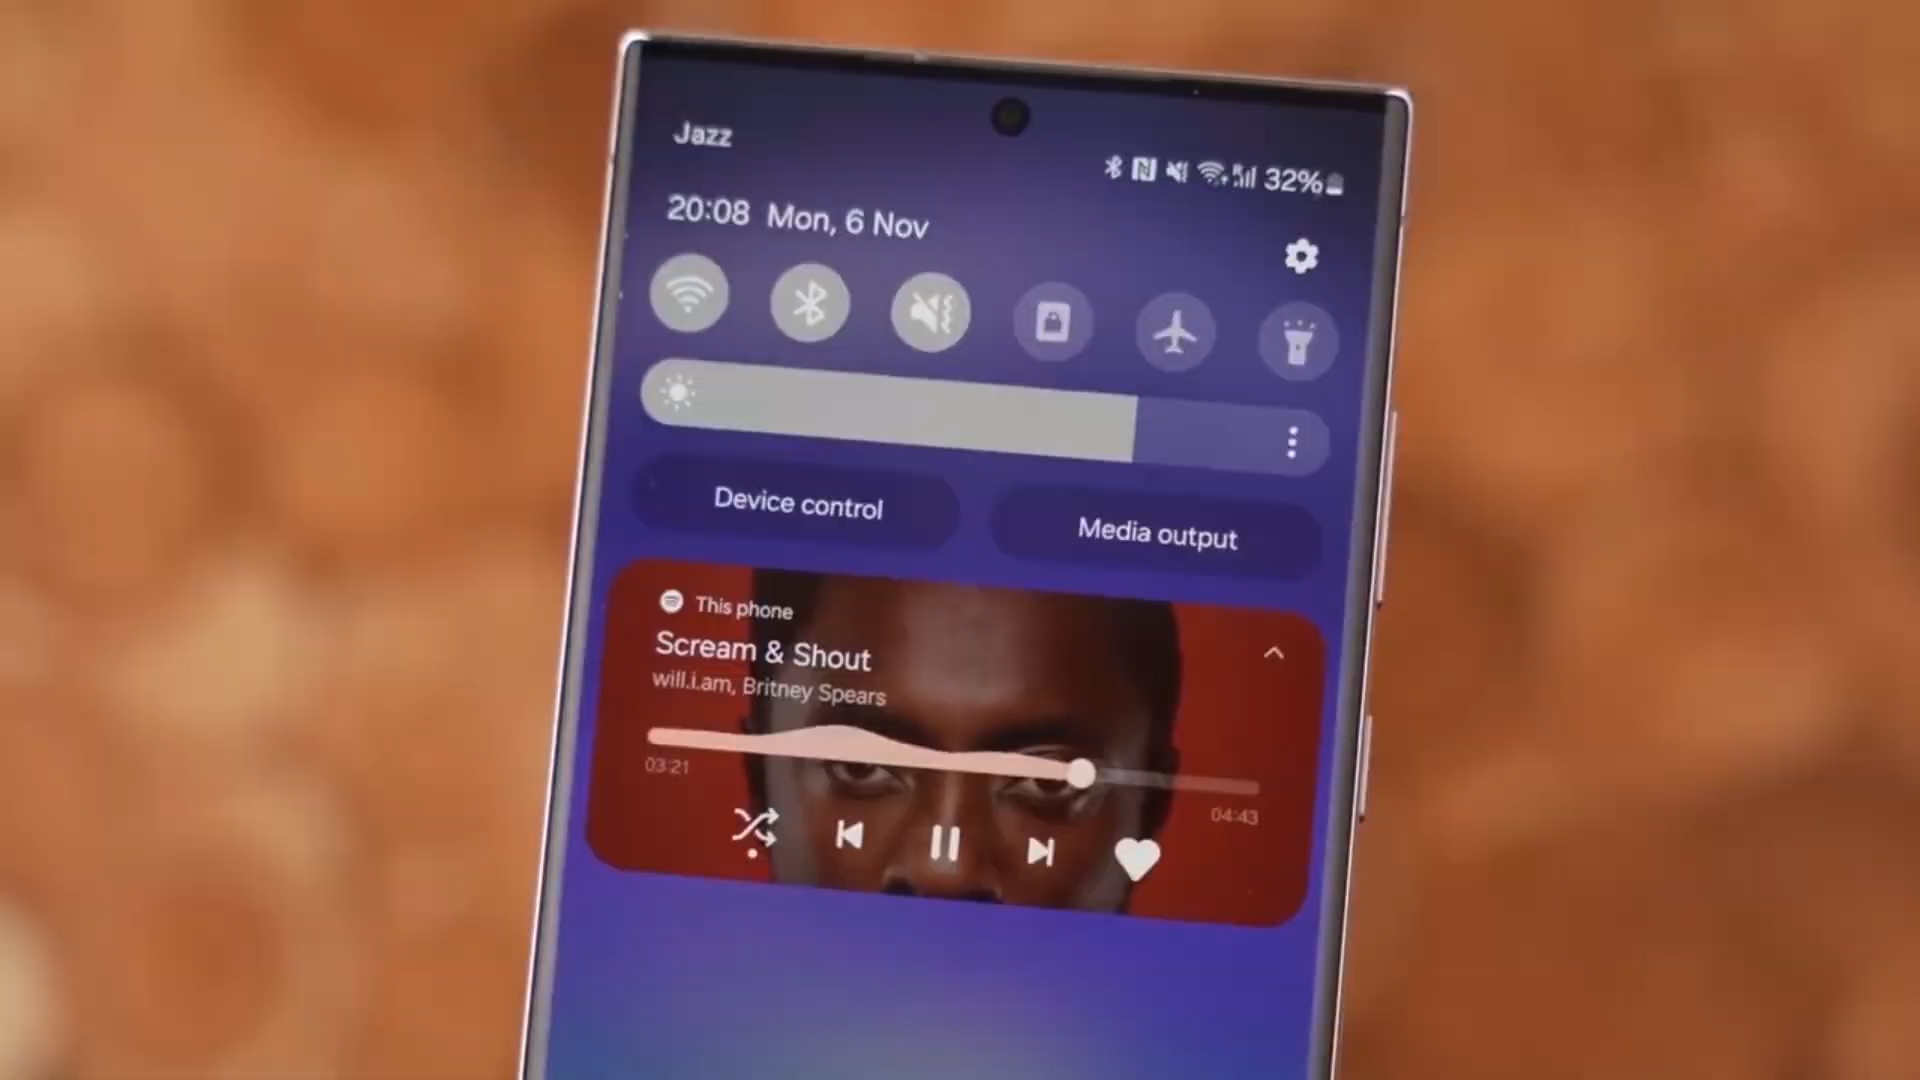 Jazz
32%
20:08 Mon, 6 Nov
Device control
Media output
This phone
Scream & Shout
will.i.am, Britney Spears
03:21
04:43